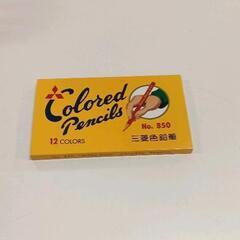 Colored
Pencils
No. 850
12 COLORS
三菱色鉛筆